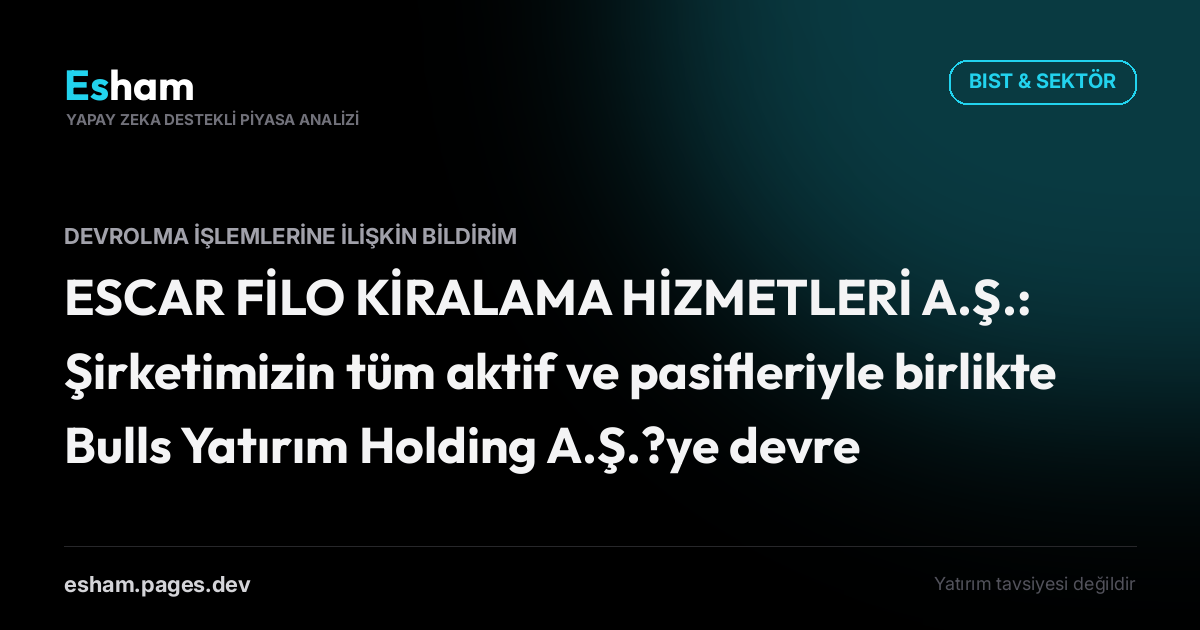 Esham
BIST & SEKTÖR
YAPAY ZEKA DESTEKLİ PİYASA ANALİZİ
DEVROLMA İŞLEMLERİNE İLİŞKİN BİLDİRİM
ESCAR FİLO KİRALAMA HİZMETLERİ A.Ş.:
Şirketimizin tüm aktif ve pasifleriyle birlikte
Bulls Yatırım Holding A.Ş.?ye devre
esham.pages.dev
Yatırım tavsiyesi değildir